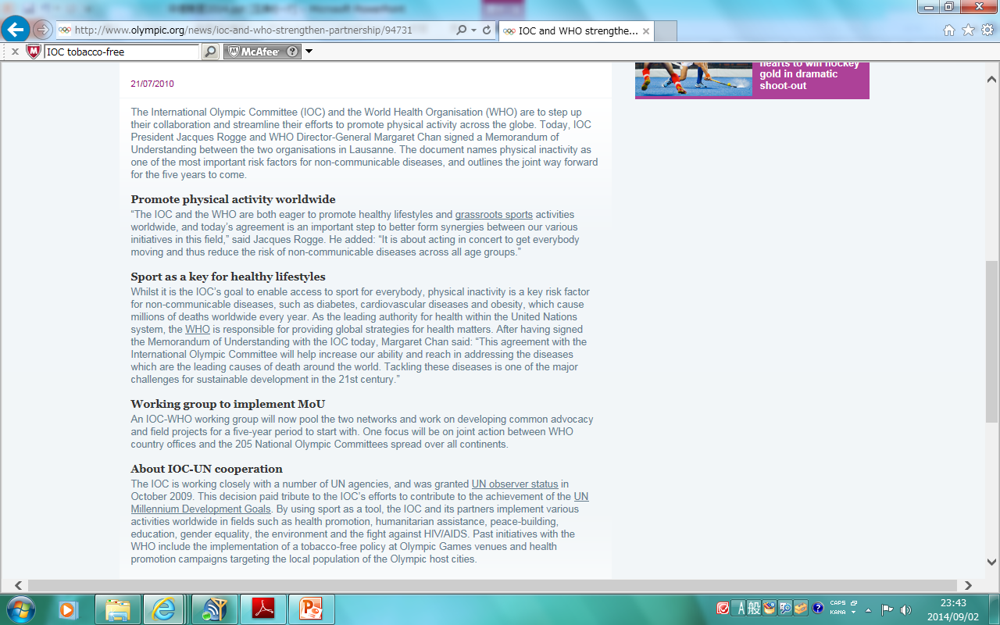 http://www.olympic.org/news/ioc-and-who-strengthen-partnership/94731
IOC and WHO strengthe...
IOC tobacco-free
McAfee
hearts to win hockey
gold in dramatic
shoot-out
21/07/2010
The International Olympic Committee (IOC) and the World Health Organisation (WHO) are to step up
their collaboration and streamline their efforts to promote physical activity across the globe. Today, IOC
President Jacques Rogge and WHO Director-General Margaret Chan signed a Memorandum of
Understanding between the two organisations in Lausanne. The document names physical inactivity as
one of the most important risk factors for non-communicable diseases, and outlines the joint way forward
for the five years to come.
Promote physical activity worldwide
“The IOC and the WHO are both eager to promote healthy lifestyles and grassroots sports activities
worldwide, and today’s agreement is an important step to better form synergies between our various
initiatives in this field,” said Jacques Rogge. He added: “It is about acting in concert to get everybody
moving and thus reduce the risk of non-communicable diseases across all age groups.”
Sport as a key for healthy lifestyles
Whilst it is the IOC’s goal to enable access to sport for everybody, physical inactivity is a key risk factor
for non-communicable diseases, such as diabetes, cardiovascular diseases and obesity, which cause
millions of deaths worldwide every year. As the leading authority for health within the United Nations
system, the WHO is responsible for providing global strategies for health matters. After having signed
the Memorandum of Understanding with the IOC today, Margaret Chan said: “This agreement with the
International Olympic Committee will help increase our ability and reach in addressing the diseases
which are the leading causes of death around the world. Tackling these diseases is one of the major
challenges for sustainable development in the 21st century.”
Working group to implement MoU
An IOC-WHO working group will now pool the two networks and work on developing common advocacy
and field projects for a five-year period to start with. One focus will be on joint action between WHO
country offices and the 205 National Olympic Committees spread over all continents.
About IOC-UN cooperation
The IOC is working closely with a number of UN agencies, and was granted UN observer status in
October 2009. This decision paid tribute to the IOC’s efforts to contribute to the achievement of the UN
Millennium Development Goals. By using sport as a tool, the IOC and its partners implement various
activities worldwide in fields such as health promotion, humanitarian assistance, peace-building,
education, gender equality, the environment and the fight against HIV/AIDS. Past initiatives with the
WHO include the implementation of a tobacco-free policy at Olympic Games venues and health
promotion campaigns targeting the local population of the Olympic host cities.
A 般 CAPS KANA
23:43
2014/09/02